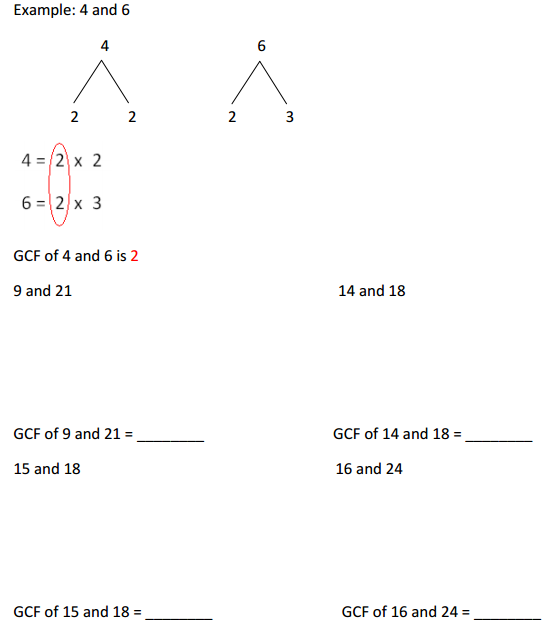 Example: 4 and 6
4 6
2 2 2 3
4 = 2 x 2
6 = 2 x 3
GCF of 4 and 6 is 2
9 and 21 14 and 18
GCF of 9 and 21 = ________ GCF of 14 and 18 = ________
15 and 18 16 and 24
GCF of 15 and 18 = ________ GCF of 16 and 24 = ________